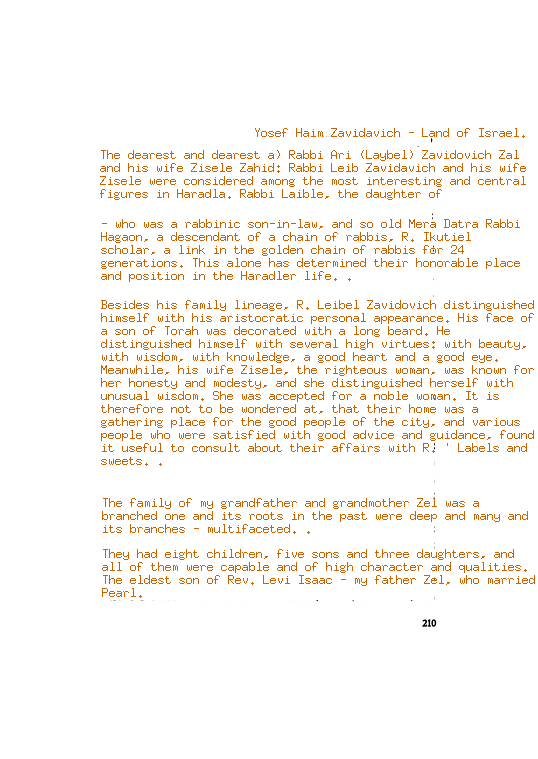 Yosef Haim Zavidavich - Land of Israel.
The dearest and dearest a) Rabbi Ari (Laybel) Zavidovich Zal
and his wife Zisele Zahid: Rabbi Leib Zavidavich and his wife
Zisele were considered among the most interesting and central
figures in Haradla. Rabbi Laible, the daughter of
- who was a rabbinic son-in-law, and so old Mera Datra Rabbi
Hagaon, a descendant of a chain of rabbis, R. Ikutiel
scholar, a link in the golden chain of rabbis for 24
generations. This alone has determined their honorable place
and position in the Haradler life. .
Besides his family lineage, R. Leibel Zavidovich distinguished
himself with his aristocratic personal appearance. His face of
a son of Torah was decorated with a long beard. He
distinguished himself with several high virtues: with beauty,
with wisdom, with knowledge, a good heart and a good eye.
Meanwhile, his wife Zisele, the righteous woman, was known for
her honesty and modesty, and she distinguished herself with
unusual wisdom. She was accepted for a noble woman. It is
therefore not to be wondered at, that their home was a
gathering place for the good people of the city, and various
people who were satisfied with good advice and guidance, found
it useful to consult about their affairs with R; ' Labels and
sweets. .
The family of my grandfather and grandmother Zel was a
branched one and its roots in the past were deep and many and
its branches - multifaceted. .
They had eight children, five sons and three daughters, and
all of them were capable and of high character and qualities.
The eldest son of Rev. Levi Isaac - my father Zel, who married
Pearl.
210